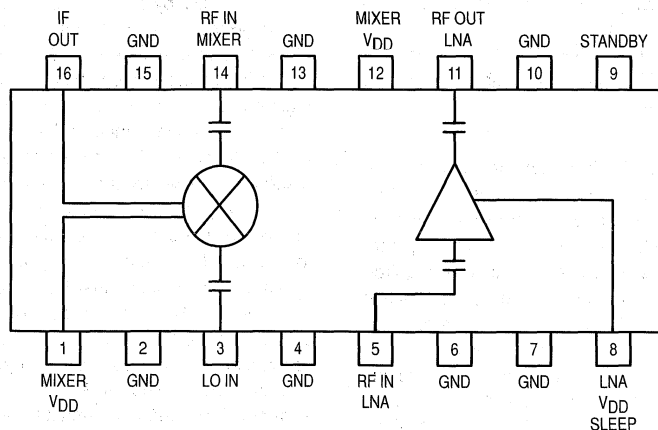 IF OUT
GND
RF IN MIXER
GND
MIXER VDD
RF OUT LNA
GND
STANDBY
16
15
14
13
12
11
10
9
1
2
3
4
5
6
7
8
MIXER VDD
GND
LO IN
GND
RF IN LNA
GND
GND
LNA VDD SLEEP